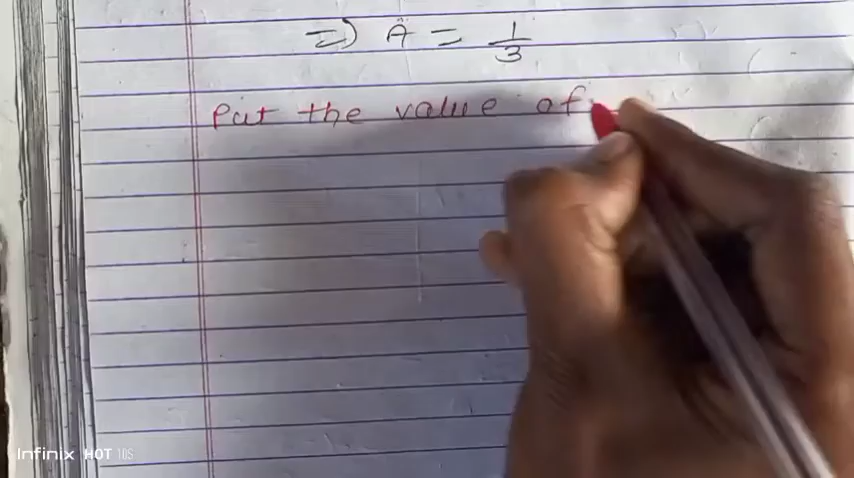 =) A = 1/3
Put the value of
Infinix HOT 10S